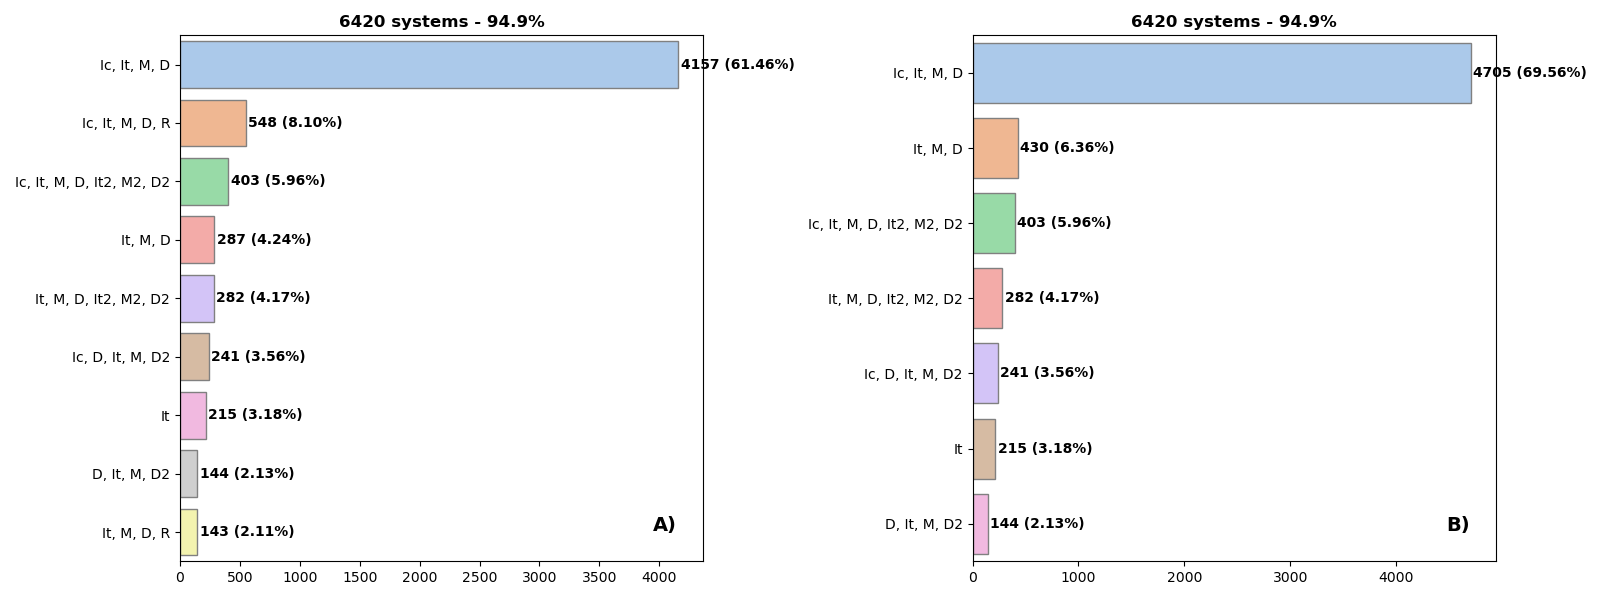 6420 systems - 94.9%
Ic, It, M, D
4157 (61.46%)
Ic, It, M, D, R
548 (8.10%)
Ic, It, M, D, It2, M2, D2
403 (5.96%)
It, M, D
287 (4.24%)
It, M, D, It2, M2, D2
282 (4.17%)
Ic, D, It, M, D2
241 (3.56%)
It
215 (3.18%)
D, It, M, D2
144 (2.13%)
It, M, D, R
143 (2.11%)
A)
0 500 1000 1500 2000 2500 3000 3500 4000
6420 systems - 94.9%
Ic, It, M, D
4705 (69.56%)
It, M, D
430 (6.36%)
Ic, It, M, D, It2, M2, D2
403 (5.96%)
It, M, D, It2, M2, D2
282 (4.17%)
Ic, D, It, M, D2
241 (3.56%)
It
215 (3.18%)
D, It, M, D2
144 (2.13%)
B)
0 1000 2000 3000 4000